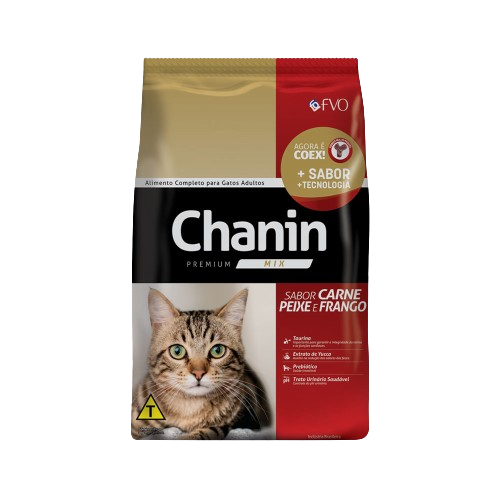 FVO
AGORA É
COEX!
+ SABOR
+TECNOLOGIA
Alimento Completo para Gatos Adultos
Chanin
PREMIUM MIX
SABOR CARNE
PEIXE E FRANGO
Taurina
Extrato de Yucca
Prebiótico
Trato Urinário Saudável
T